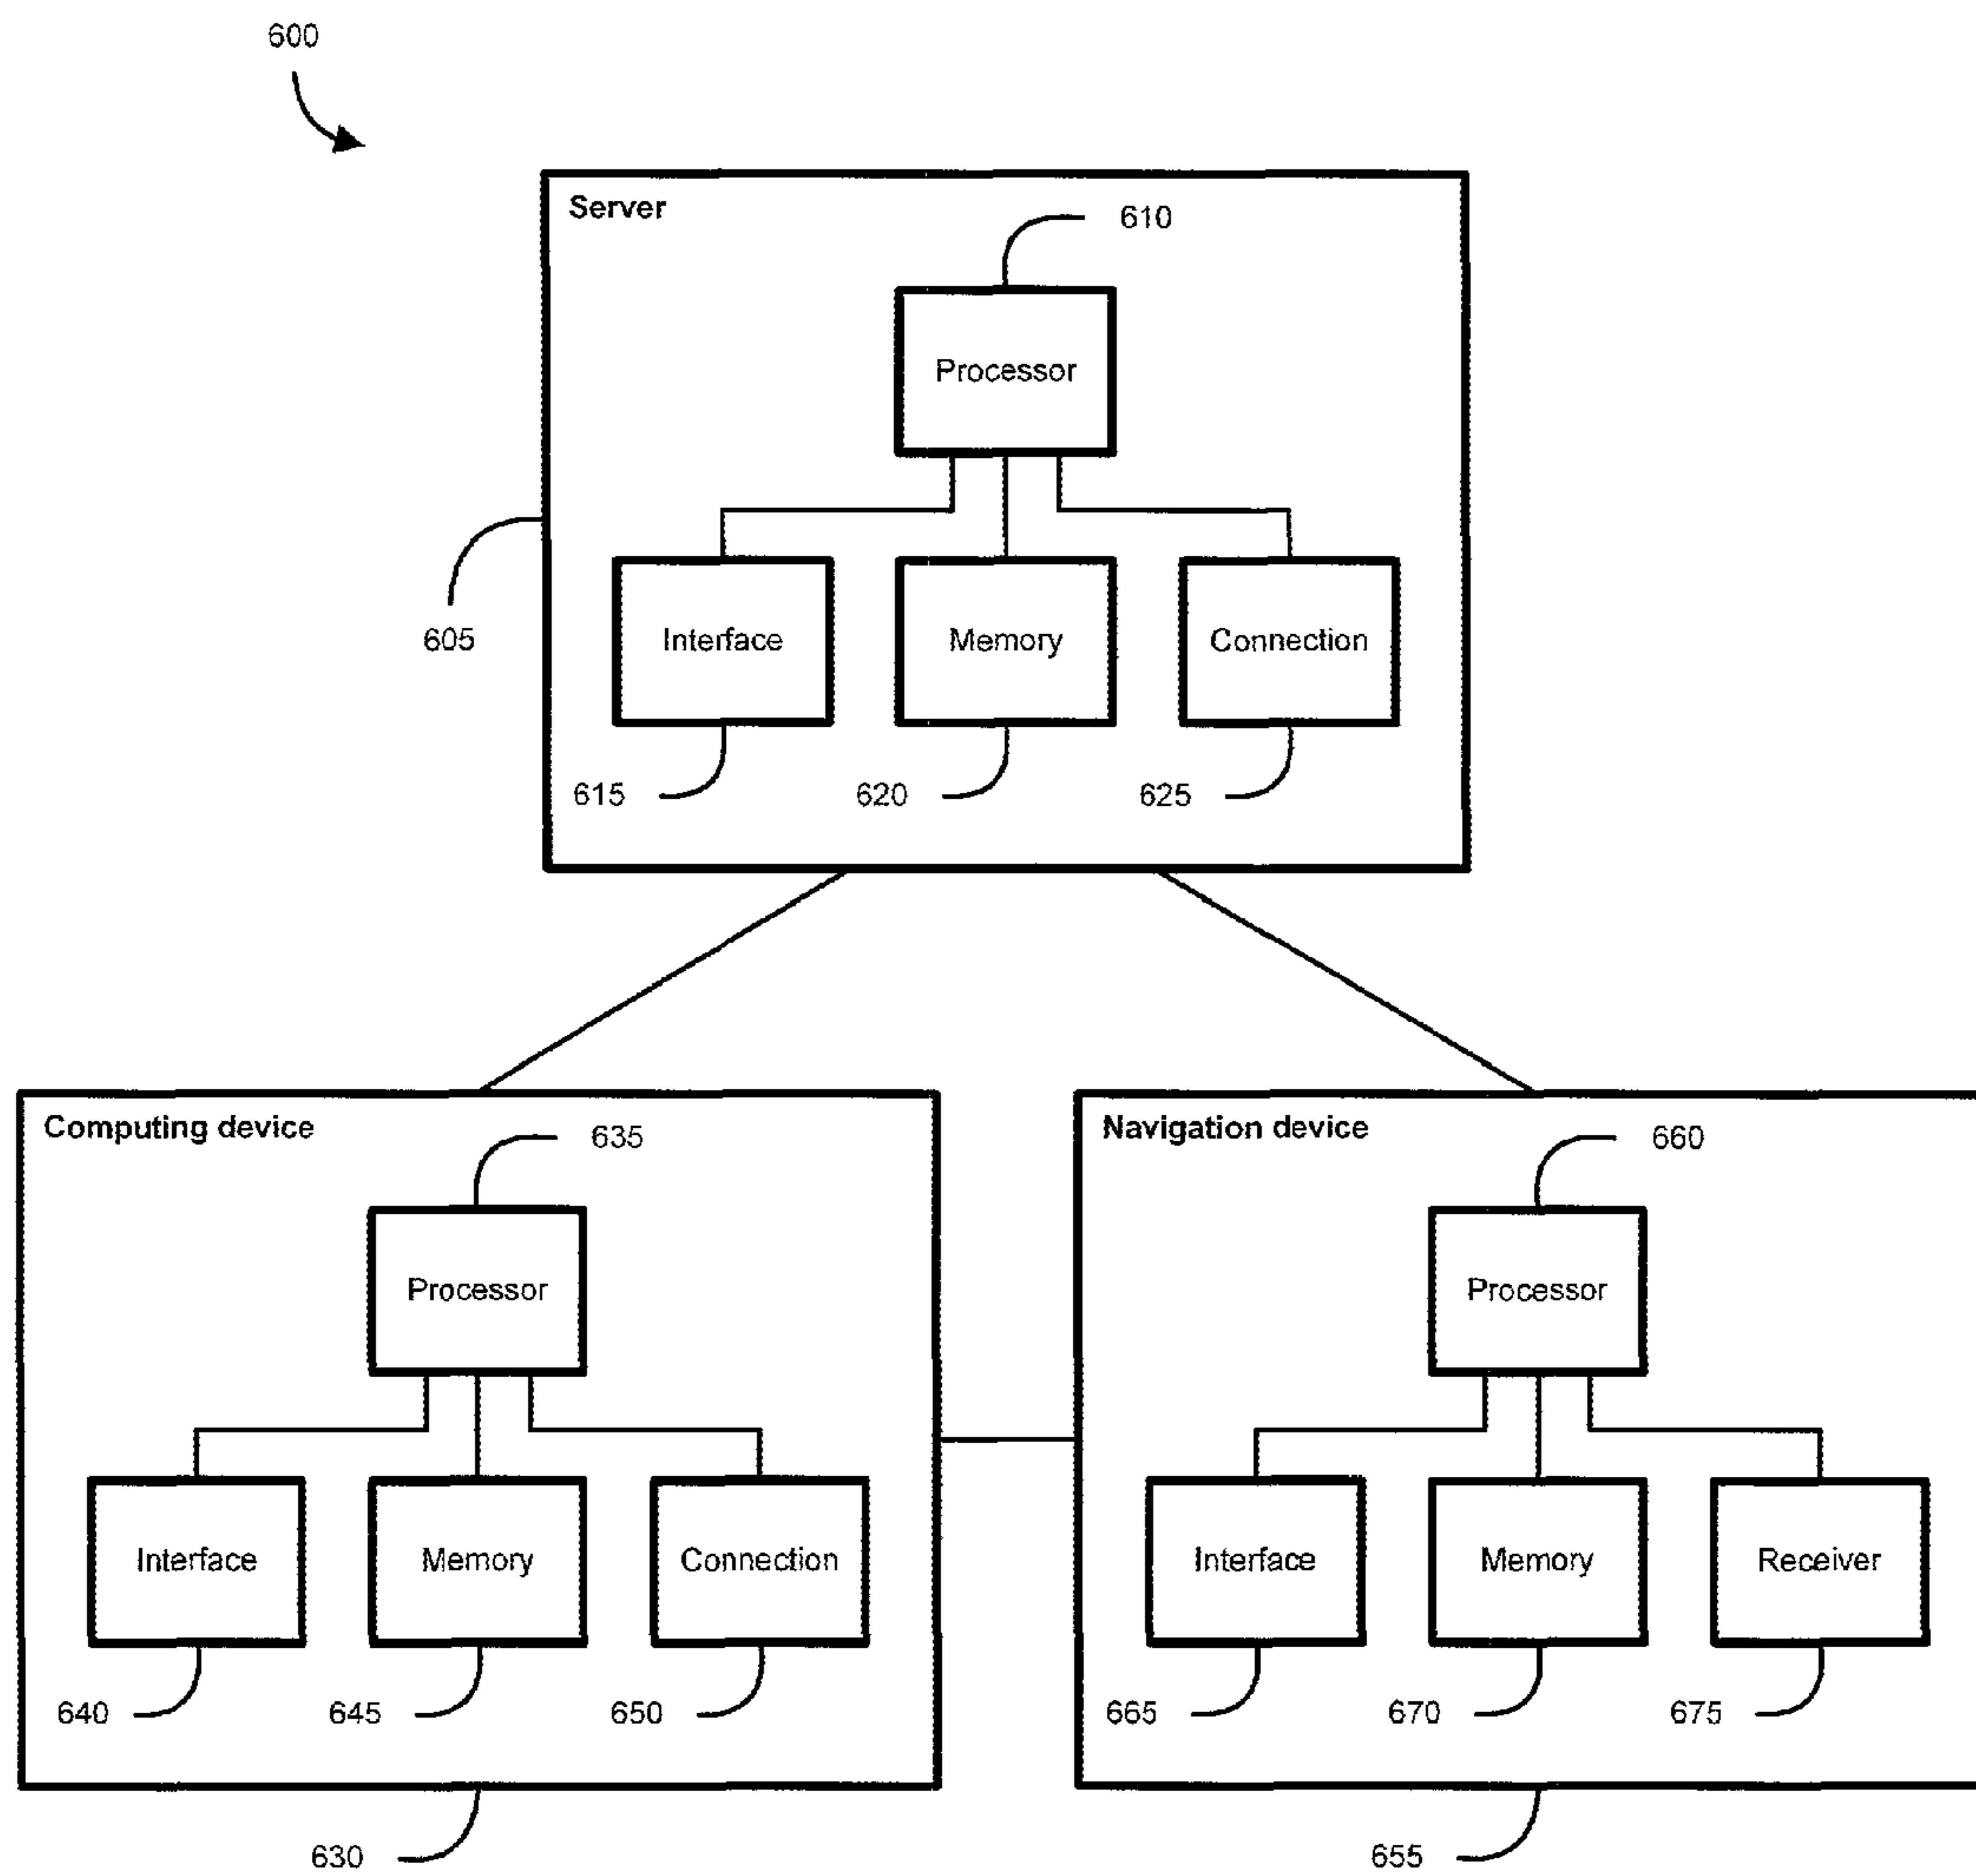 600
Server
610
Processor
605
Interface
Memory
Connection
615
620
625
Computing device
635
Processor
Interface
Memory
Connection
640
645
650
630
Navigation device
660
Processor
Interface
Memory
Receiver
665
670
675
655